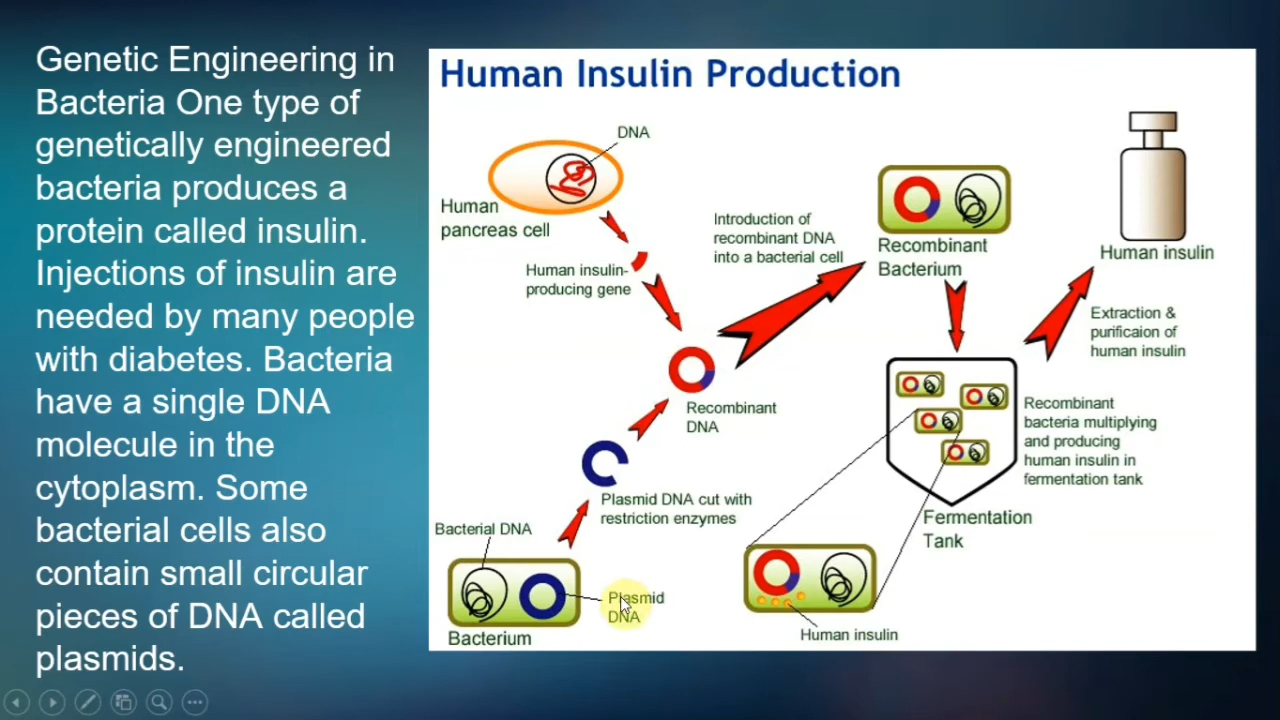 Genetic Engineering in
Bacteria One type of
genetically engineered
bacteria produces a
protein called insulin.
Injections of insulin are
needed by many people
with diabetes. Bacteria
have a single DNA
molecule in the
cytoplasm. Some
bacterial cells also
contain small circular
pieces of DNA called
plasmids.
Human Insulin Production
DNA
Human
pancreas cell
Human insulin-
producing gene
Introduction of
recombinant DNA
into a bacterial cell
Recombinant
Bacterium
Human insulin
Extraction &
purificaion of
human insulin
Recombinant
DNA
Recombinant
bacteria multiplying
and producing
human insulin in
fermentation tank
Plasmid DNA cut with
restriction enzymes
Fermentation
Tank
Bacterial DNA
Plasmid
DNA
Bacterium
Human insulin